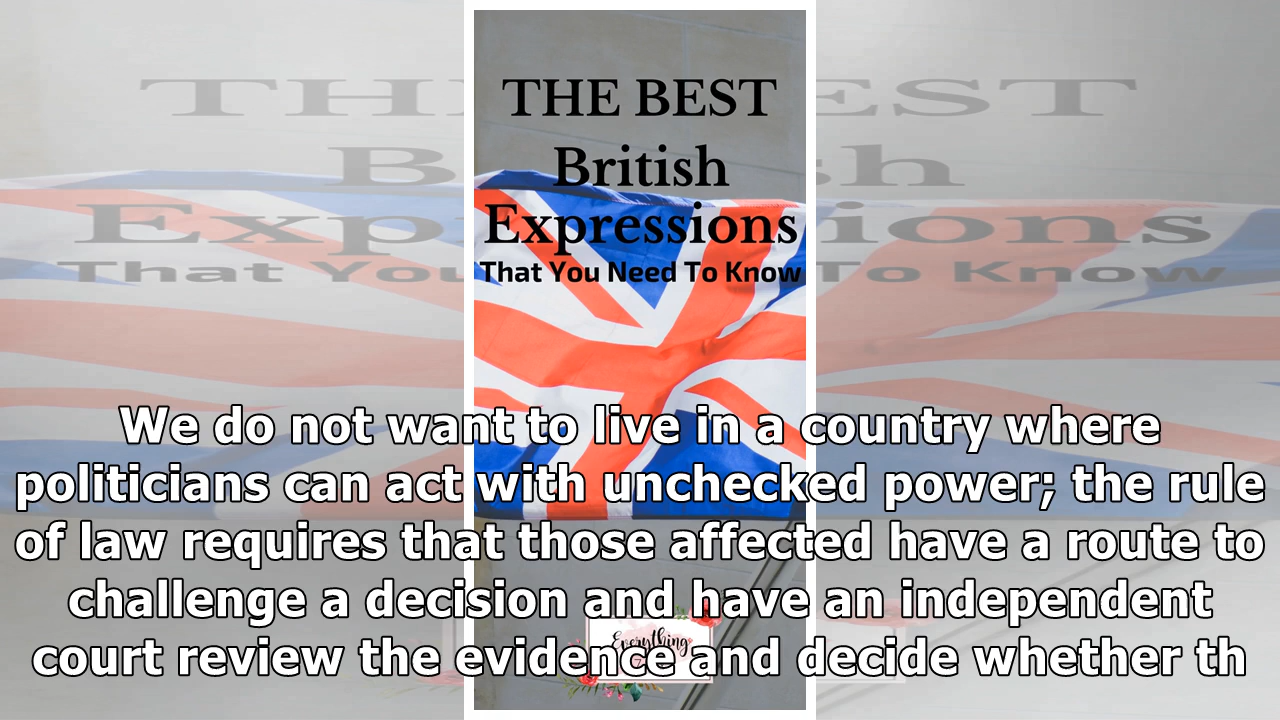 THE BEST
British
Expressions
That You Need To Know
We do not want to live in a country where
politicians can act with unchecked power; the rule
of law requires that those affected have a route to
challenge a decision and have an independent
court review the evidence and decide whether th
Everything